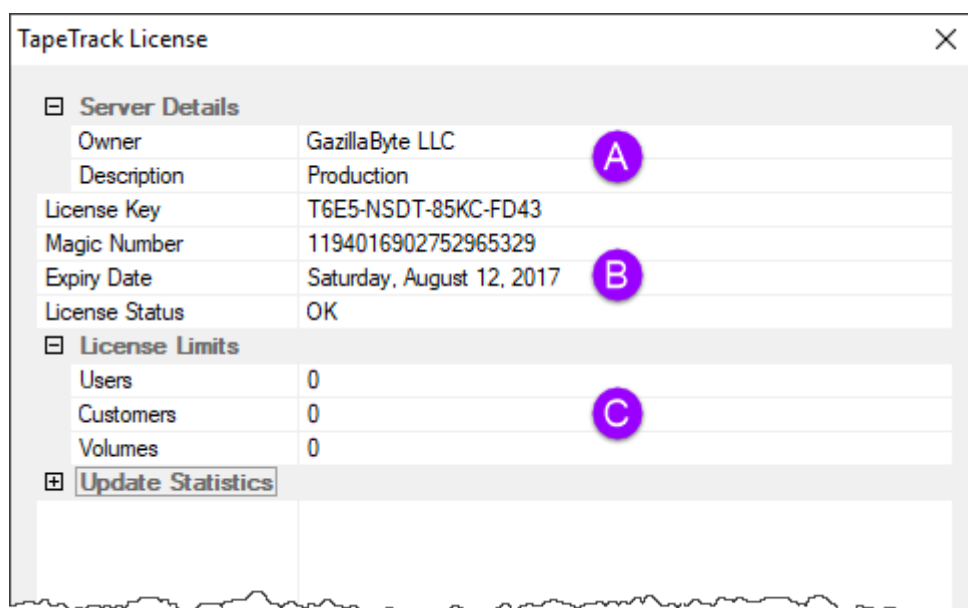 TapeTrack License
Server Details
Owner GazillaByte LLC
A
Description Production
License Key T6E5-NSDT-85KC-FD43
Magic Number 1194016902752965329
Expiry Date Saturday, August 12, 2017 B
License Status OK
License Limits
Users 0
Customers 0 C
Volumes 0
Update Statistics